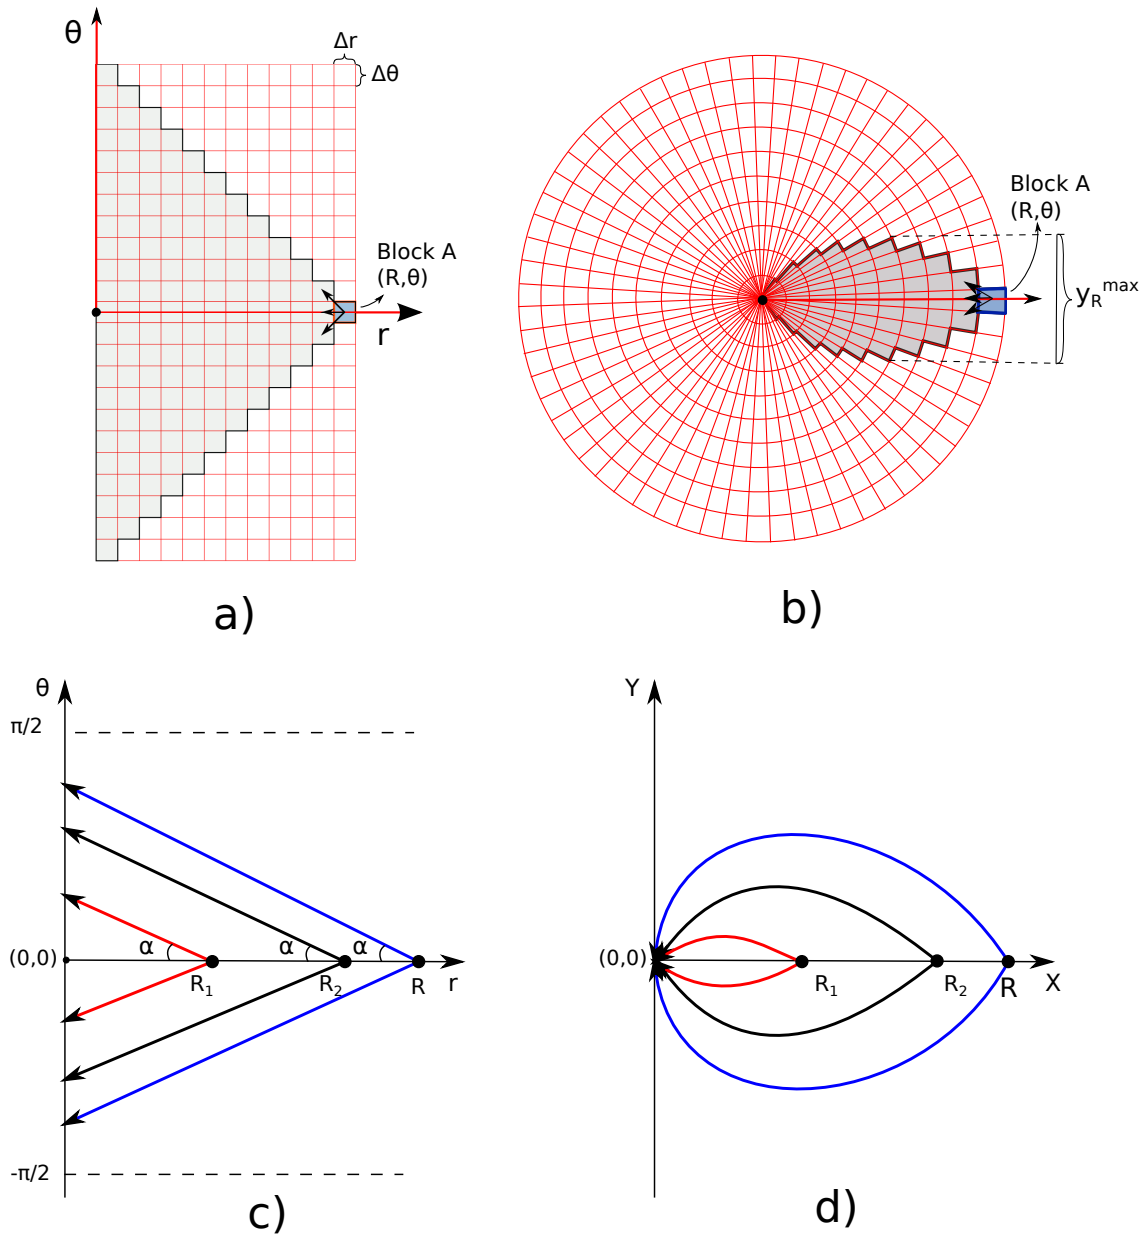 θ
Δr
Δθ
Block A
(R,θ)
r
a)
Block A
(R,θ)
y_R^max
b)
θ
π/2
(0,0)
α
α
α
R₁
R₂
R
r
-π/2
c)
Y
(0,0)
R₁
R₂
R
X
d)